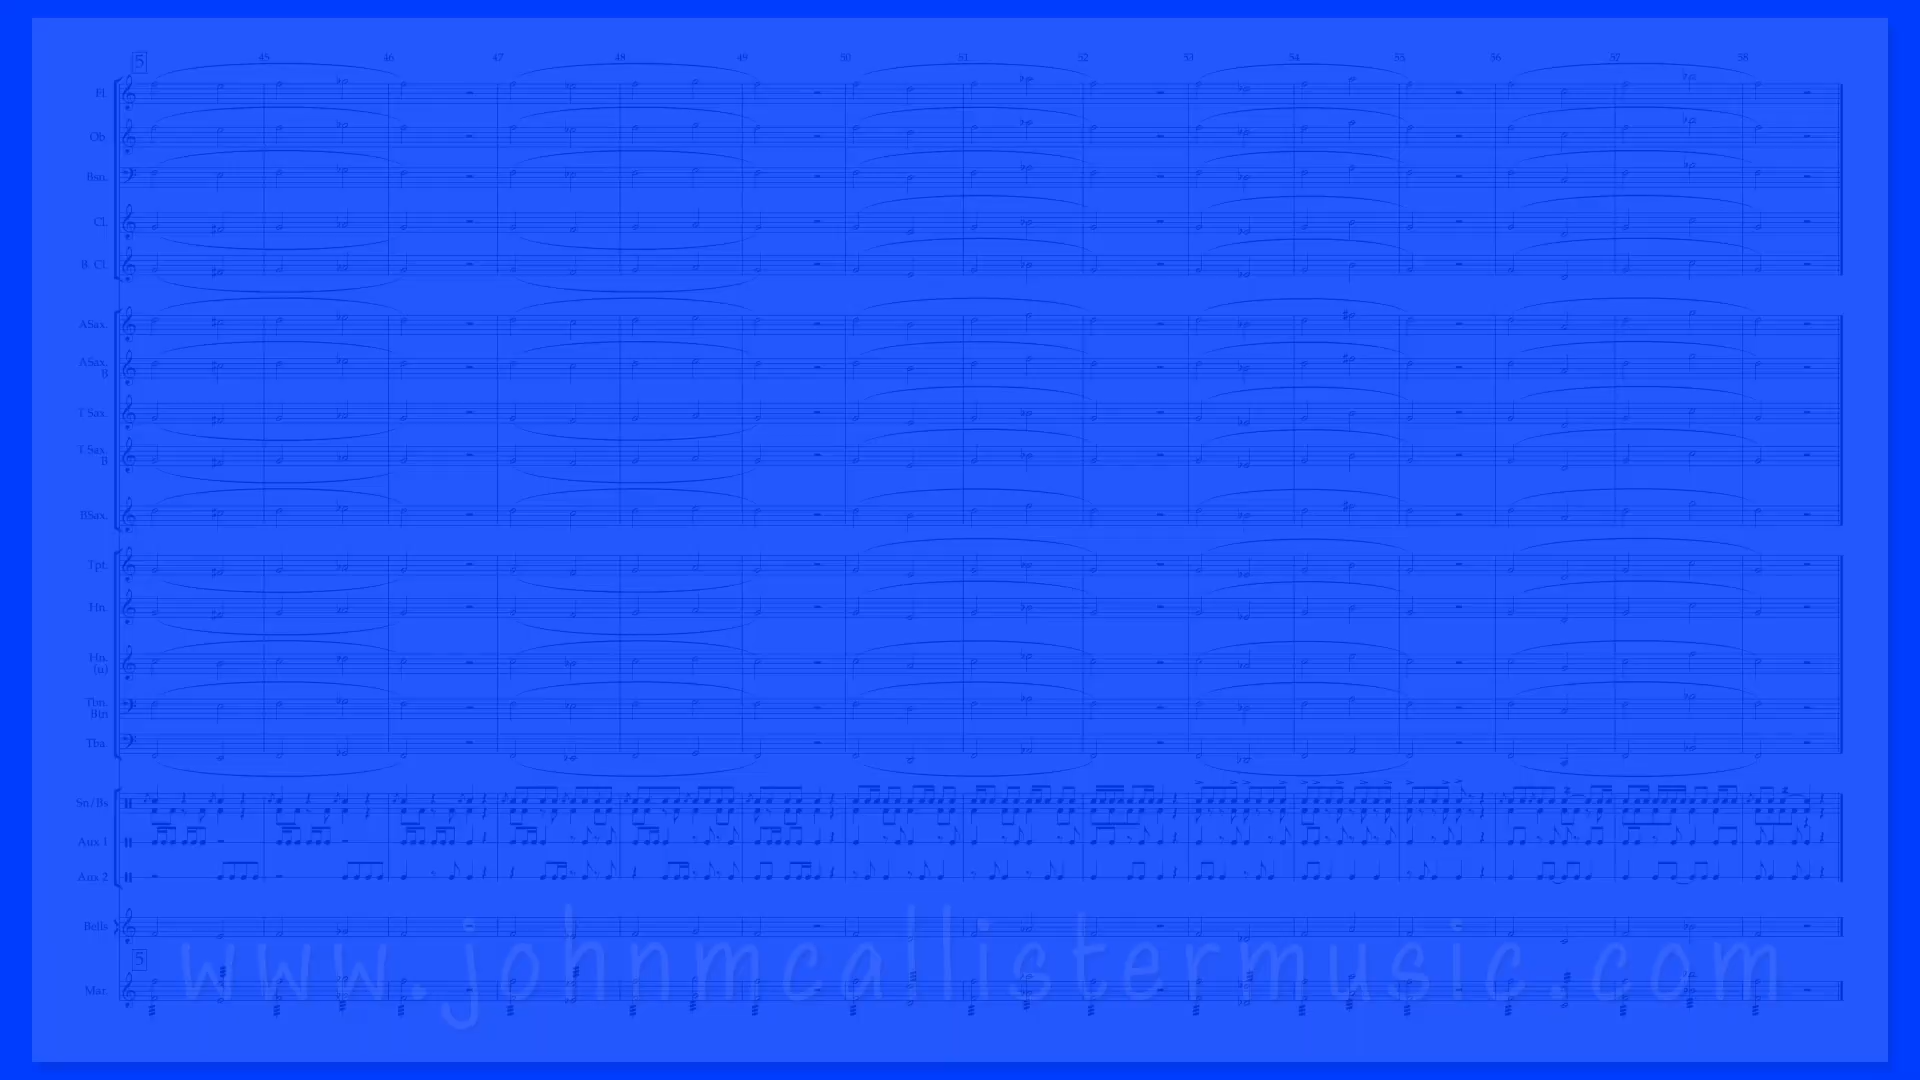 5 45 46 47 48 49 50 51 52 53 54 55 56 57 58
Fl.
Ob.
Bsn.
Cl.
B. Cl.
ASax.
ASax.
B
T Sax.
T Sax.
B
BSax.
Tpt.
Hn.
Hn.
(u)
Tbn.
Btn
Tba.
Sn/Bs
Aux 1
Aux 2
Bells
5
Mar.
www.johnmcallistermusic.com